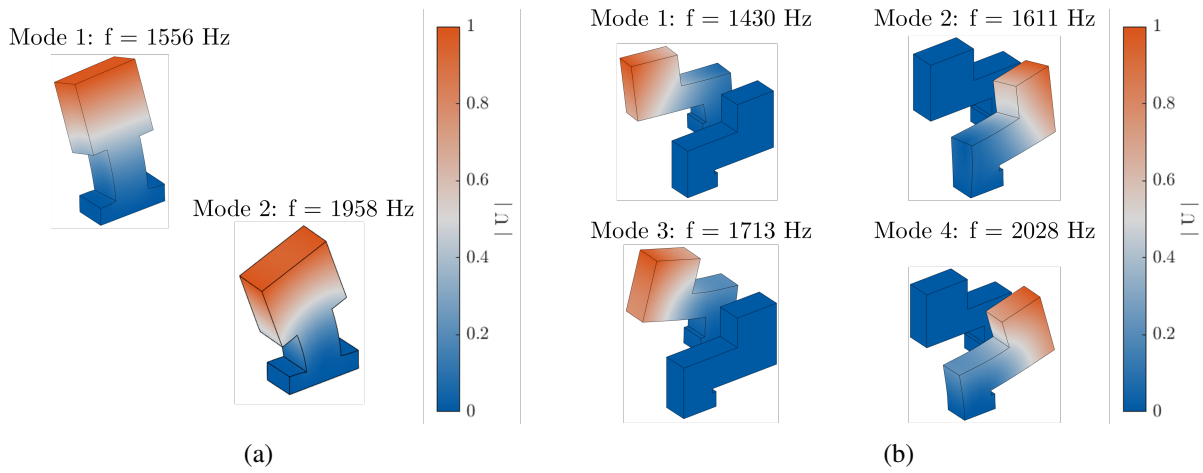 Mode 1: f = 1556 Hz
Mode 2: f = 1958 Hz
1
0.8
0.6
0.4
0.2
0
| U |
(a)
Mode 1: f = 1430 Hz
Mode 2: f = 1611 Hz
Mode 3: f = 1713 Hz
Mode 4: f = 2028 Hz
1
0.8
0.6
0.4
0.2
0
| U |
(b)